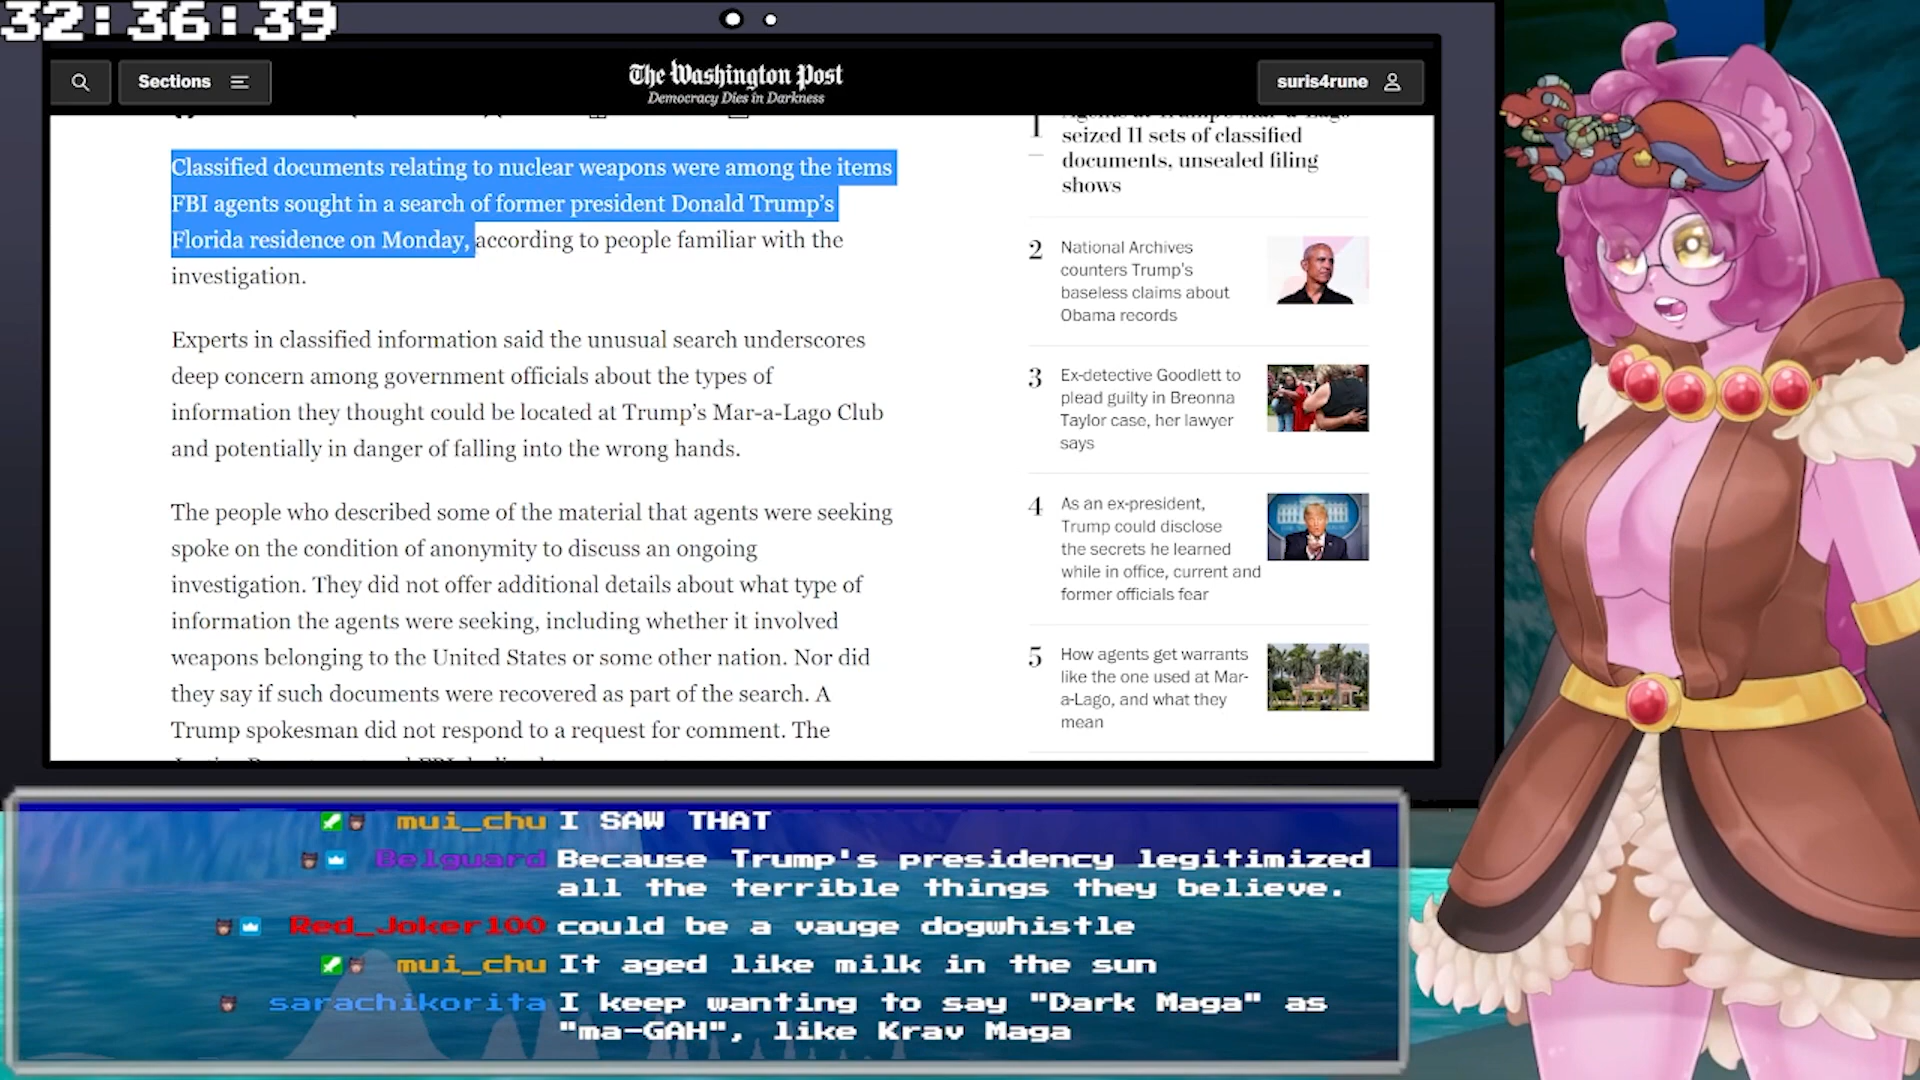 32:36:39
Sections
The Washington Post
Democracy Dies in Darkness
suris4rune
Classified documents relating to nuclear weapons were among the items
FBI agents sought in a search of former president Donald Trump's
Florida residence on Monday, according to people familiar with the
investigation.
Experts in classified information said the unusual search underscores
deep concern among government officials about the types of
information they thought could be located at Trump's Mar-a-Lago Club
and potentially in danger of falling into the wrong hands.
The people who described some of the material that agents were seeking
spoke on the condition of anonymity to discuss an ongoing
investigation. They did not offer additional details about what type of
information the agents were seeking, including whether it involved
weapons belonging to the United States or some other nation. Nor did
they say if such documents were recovered as part of the search. A
Trump spokesman did not respond to a request for comment. The
1
Agents at Trump's Mar-a-Lago
seized 11 sets of classified
documents, unsealed filing
shows
2 National Archives
counters Trump's
baseless claims about
Obama records
3 Ex-detective Goodlett to
plead guilty in Breonna
Taylor case, her lawyer
says
4 As an ex-president,
Trump could disclose
the secrets he learned
while in office, current and
former officials fear
5 How agents get warrants
like the one used at Mar-
a-Lago, and what they
mean
mui_chu I SAW THAT
Belguard Because Trump's presidency legitimized
all the terrible things they believe.
Red_Joker100 could be a vauge dogwhistle
mui_chu It aged like milk in the sun
sarachikorita I keep wanting to say "Dark Maga" as
"ma-GAH", like Krav Maga